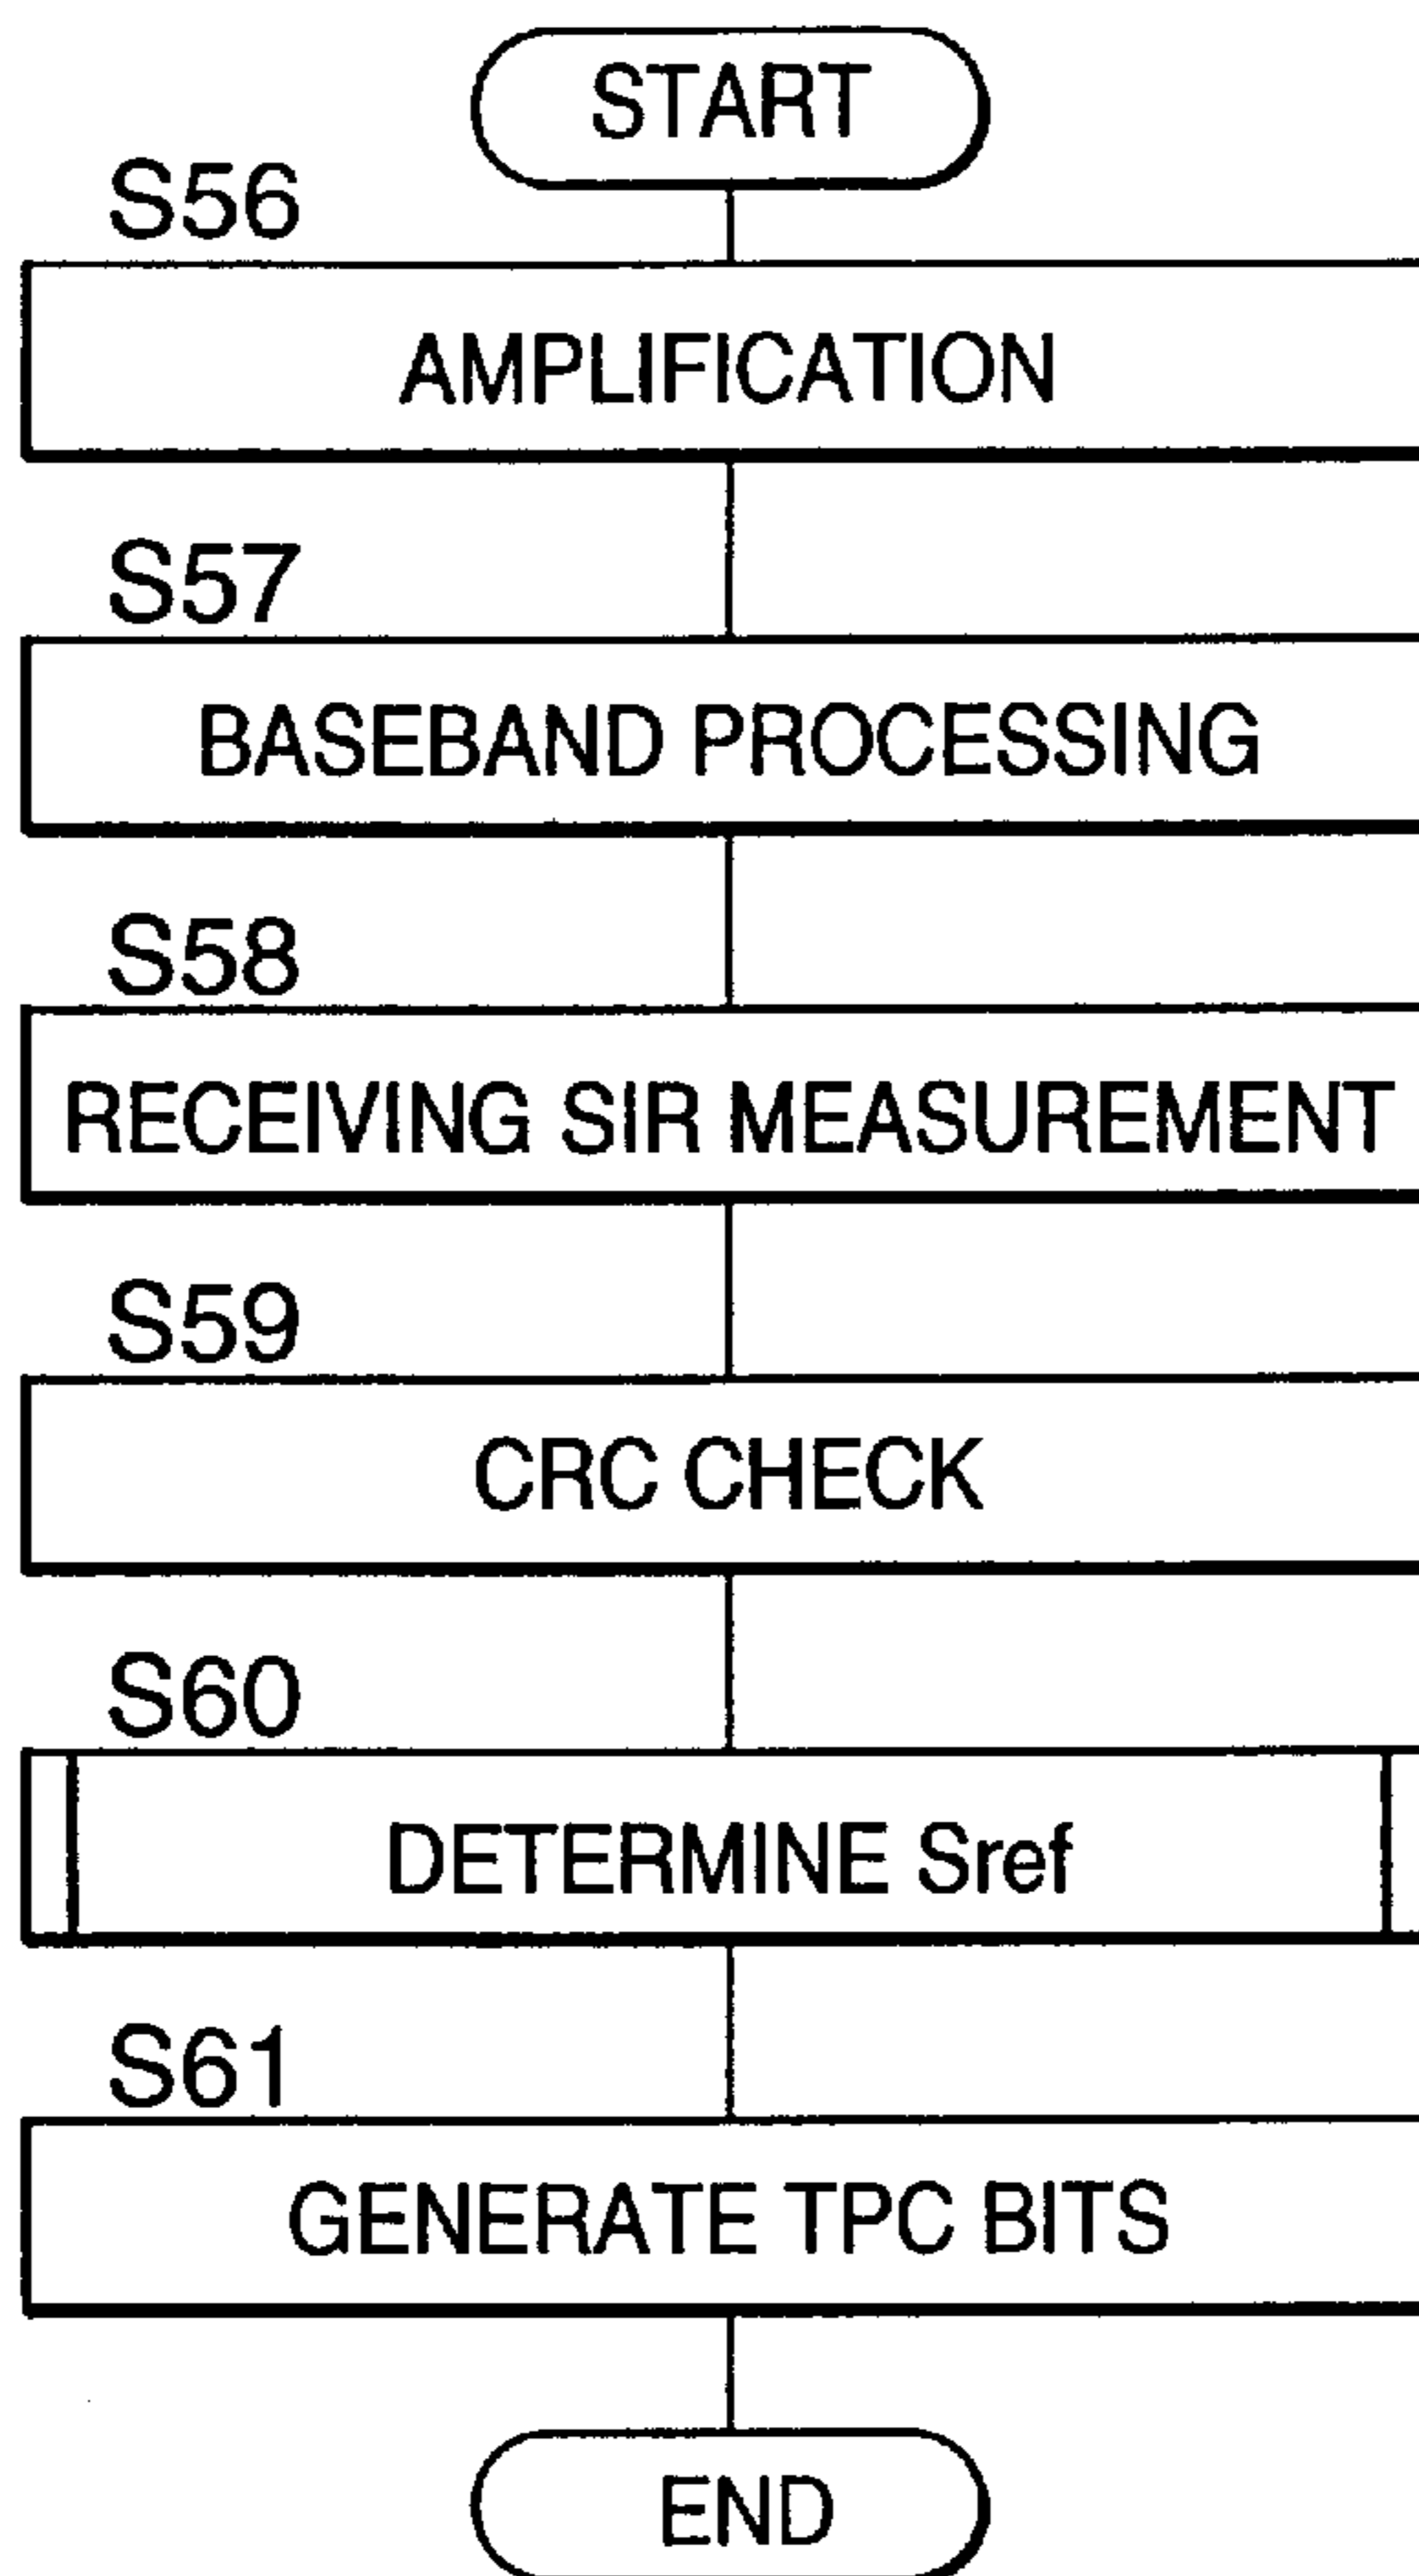 START
S56
AMPLIFICATION
S57
BASEBAND PROCESSING
S58
RECEIVING SIR MEASUREMENT
S59
CRC CHECK
S60
DETERMINE Sref
S61
GENERATE TPC BITS
END